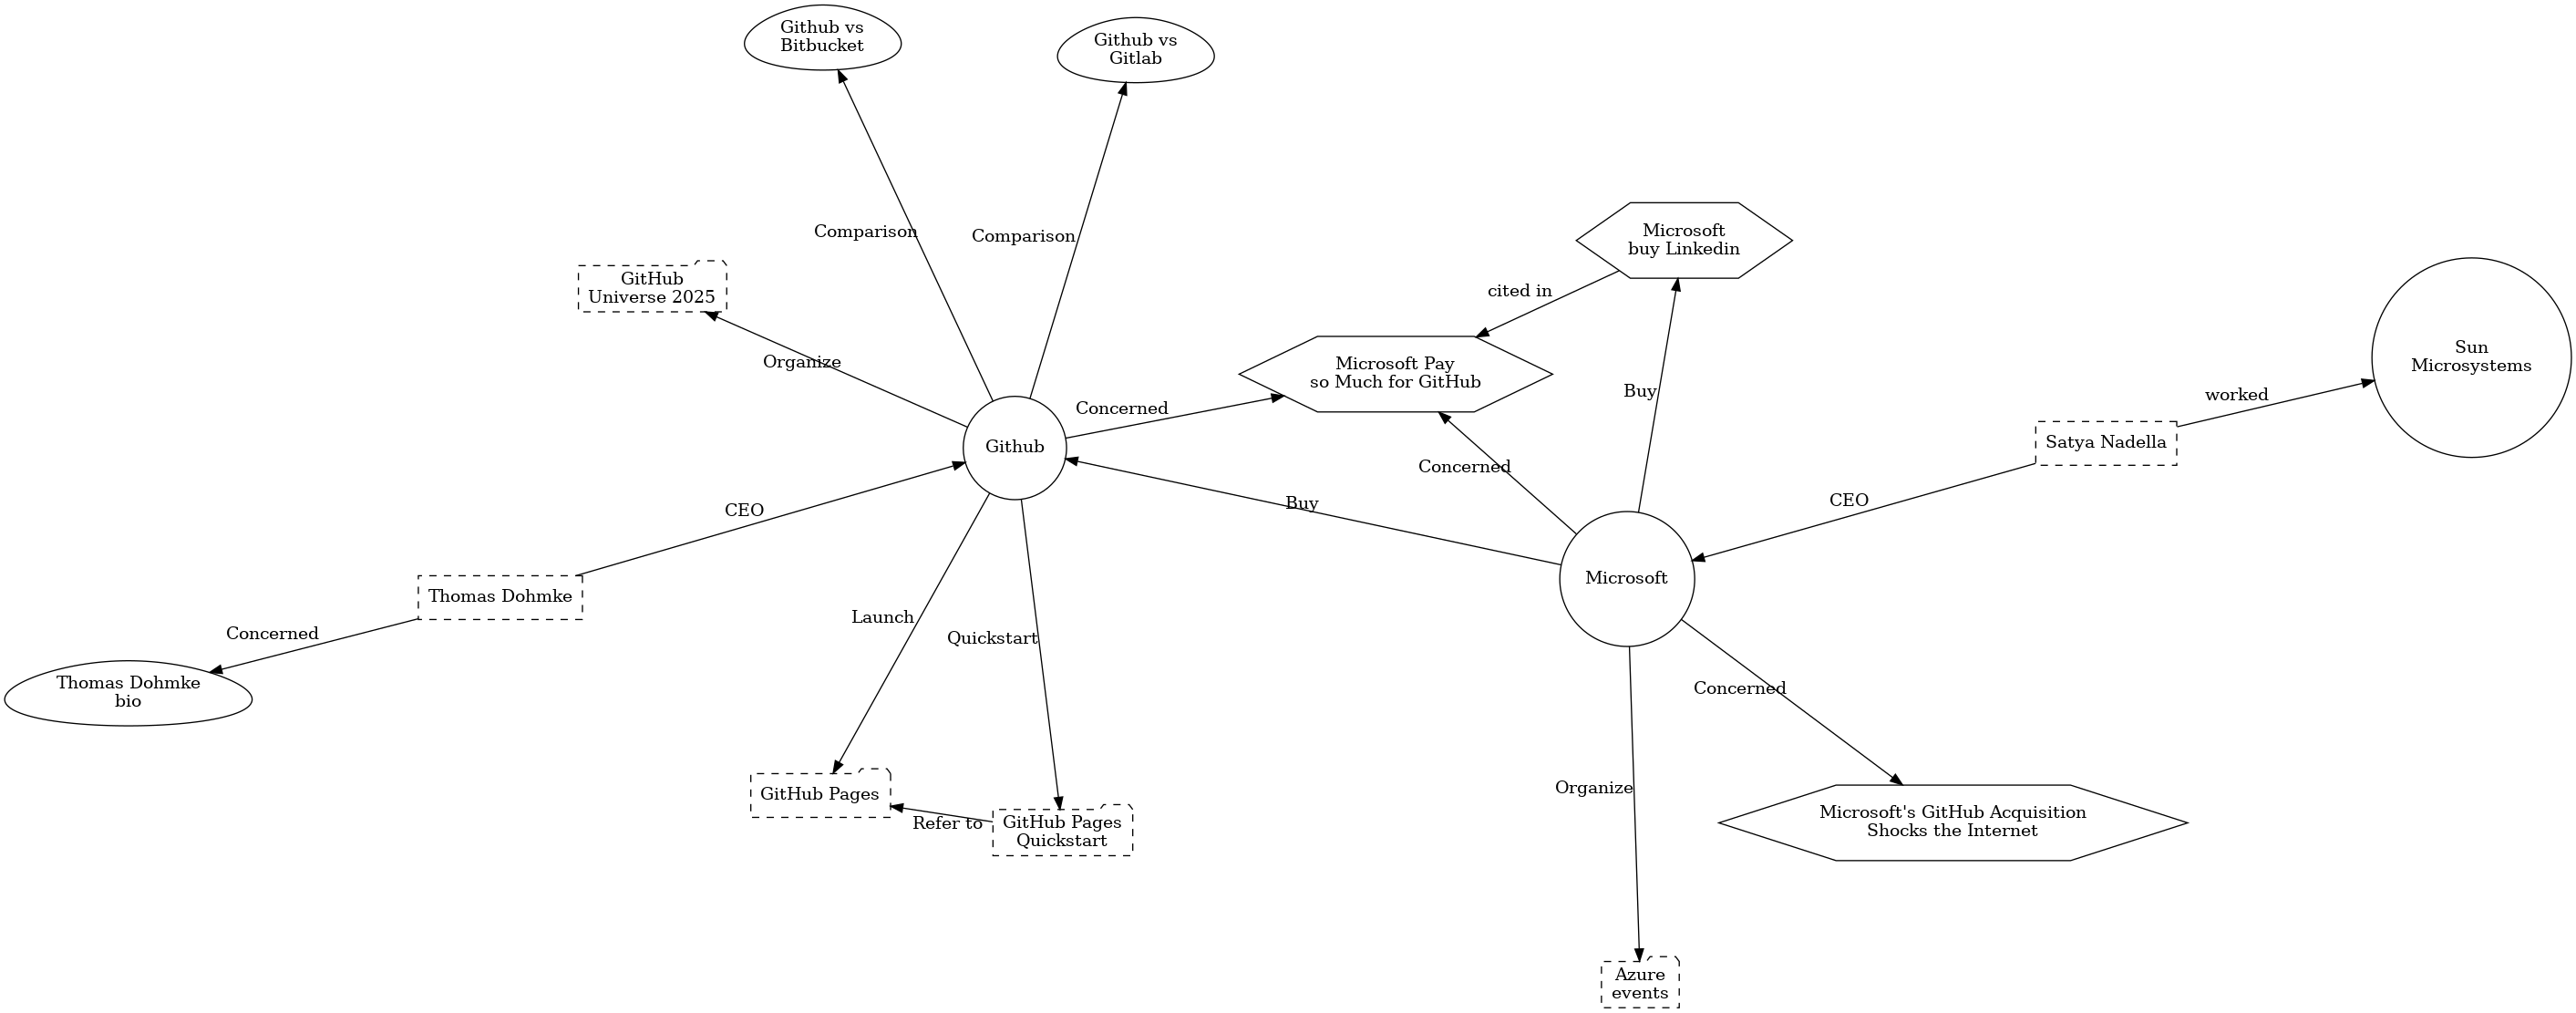 Github vs
Bitbucket
Github vs
Gitlab
Comparison
Comparison
Microsoft
buy Linkedin
GitHub
Universe 2025
cited in
Sun
Microsystems
Organize
Microsoft Pay
so Much for GitHub
Buy
worked
Concerned
Github
Satya Nadella
Concerned
CEO
Buy
CEO
Microsoft
Thomas Dohmke
Launch
Concerned
Quickstart
Thomas Dohmke
bio
Concerned
Organize
GitHub Pages
Refer to
GitHub Pages
Quickstart
Microsoft's GitHub Acquisition
Shocks the Internet
Azure
events